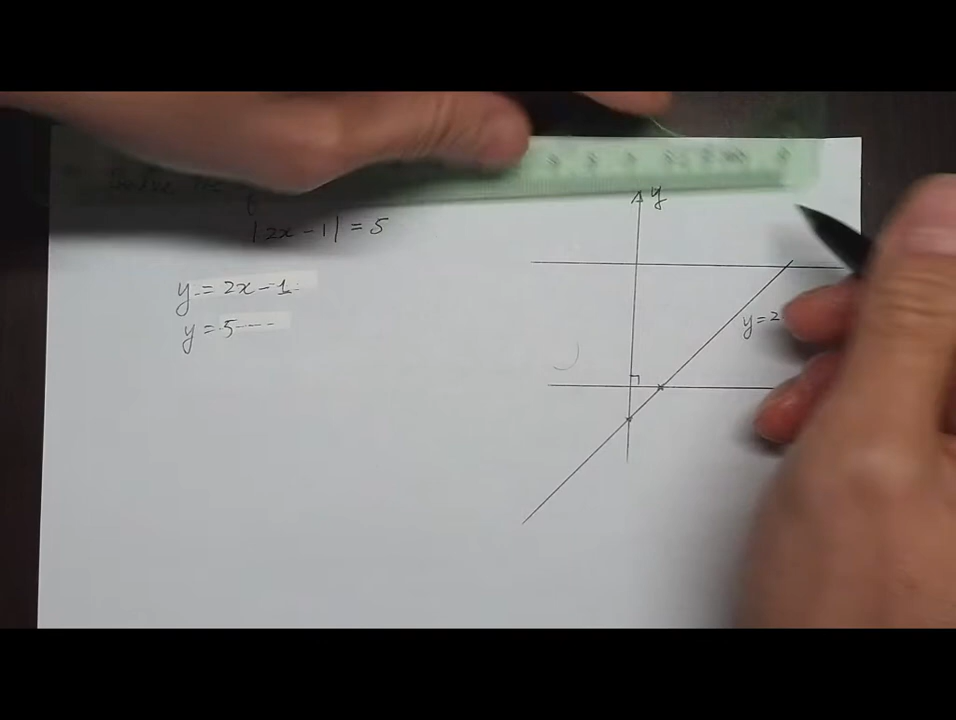 |2x-1| = 5
y = 2x-1
y = 5
y
y=2